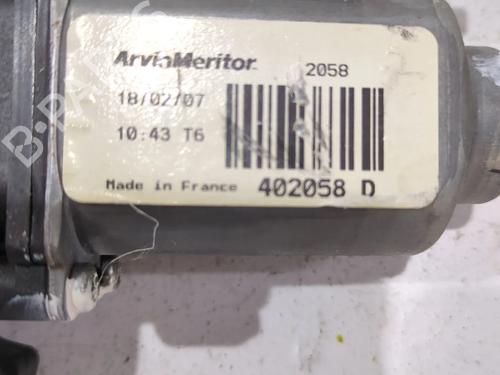 ArvinMeritor. 2058
18/02/07
10:43 T6
Made in France 402058 D
B-PARTS